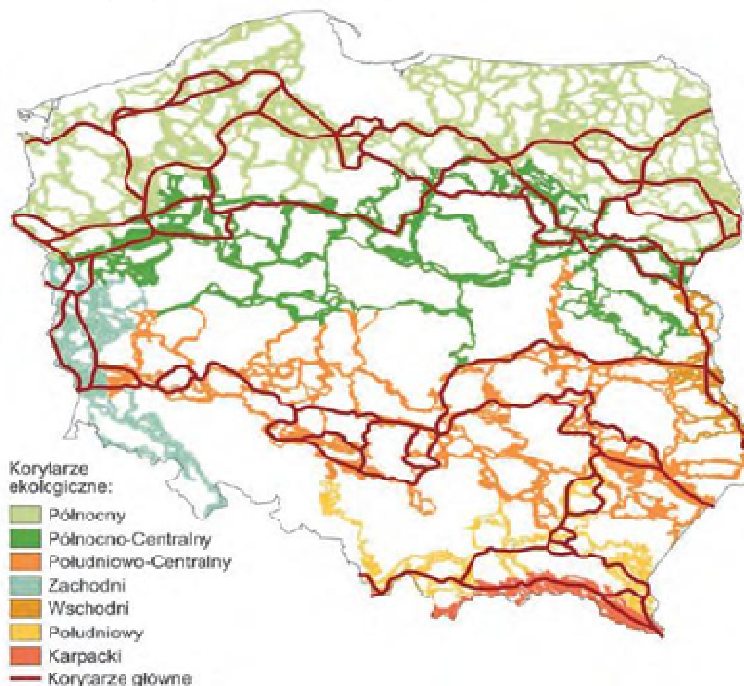 Korytarze
ekologiczne:
Północny
Północno-Centralny
Południowo-Centralny
Zachodni
Wschodni
Południowy
Karpacki
Korytarze główne